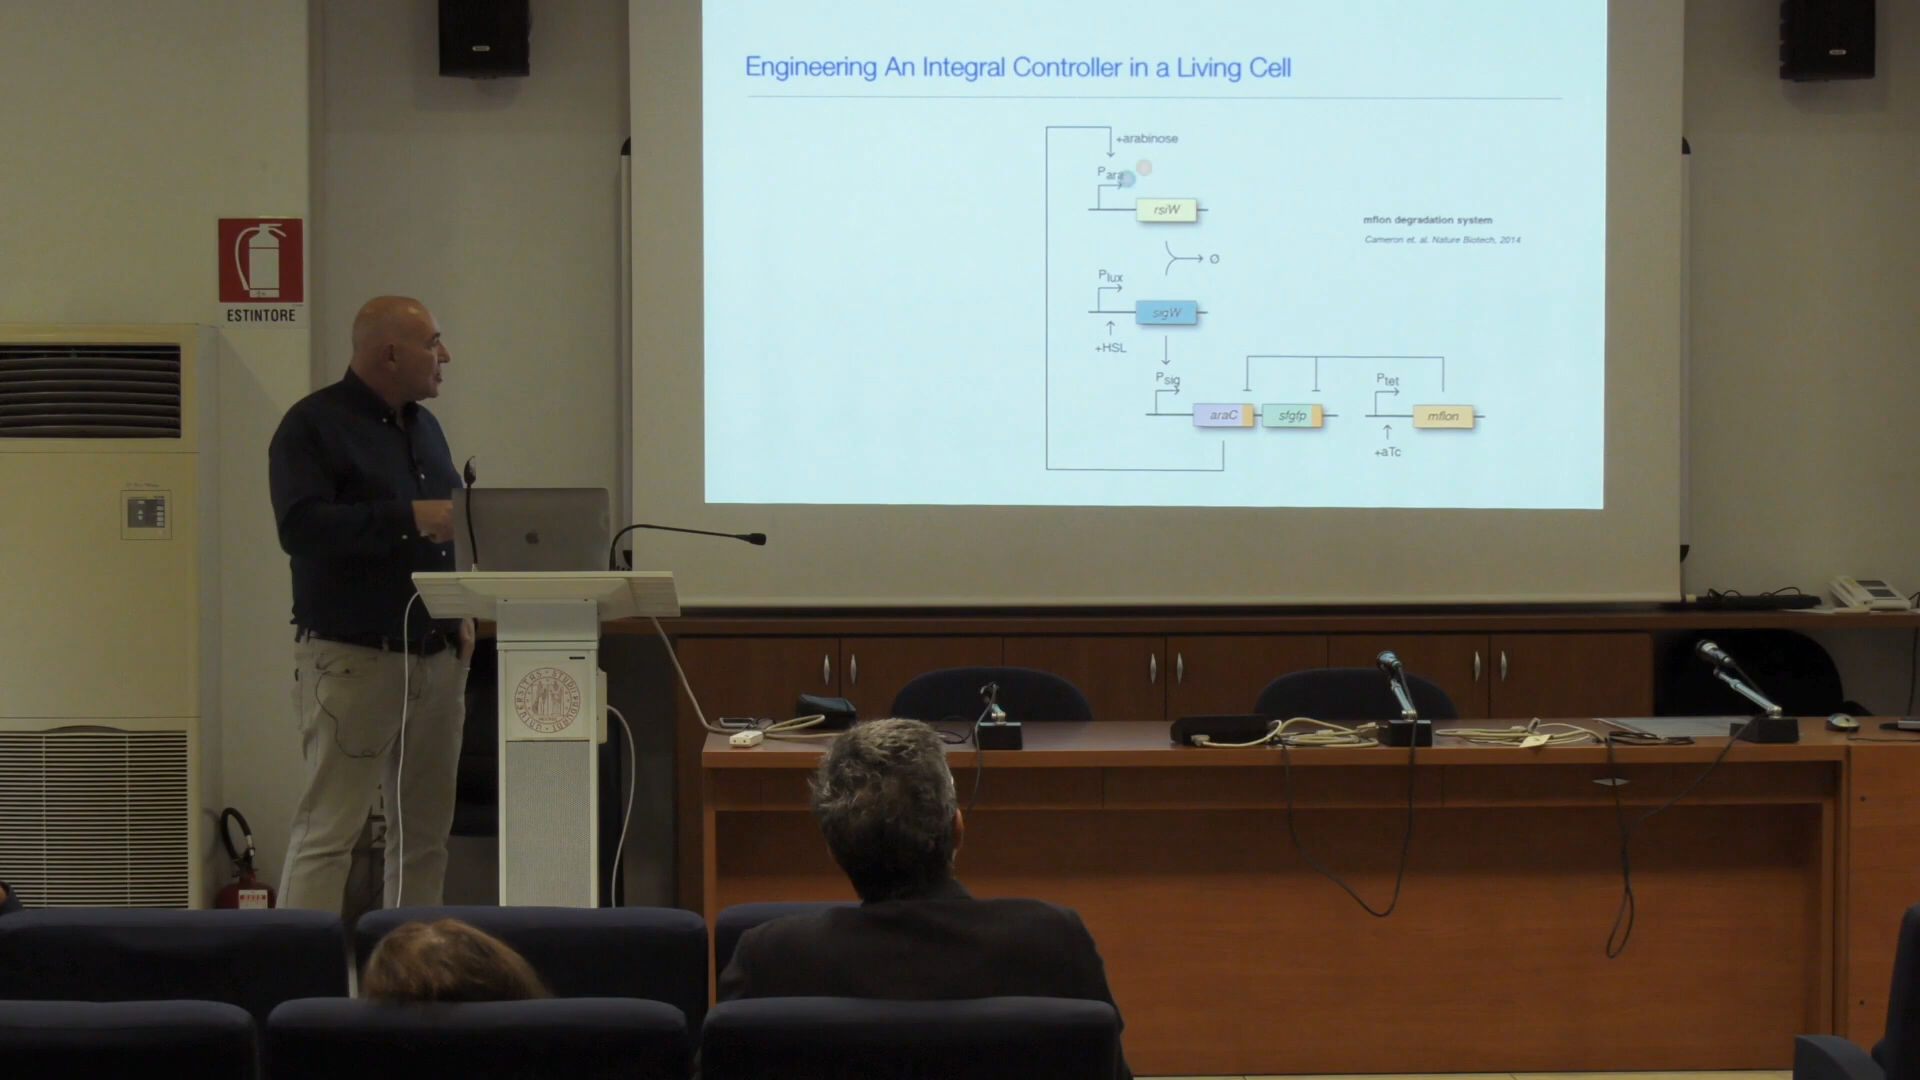 Engineering An Integral Controller in a Living Cell
+arabinose
Para
rsiW
mflon degradation system
Cameron et. al. Nature Biotech, 2014
Ø
Plux
sigW
+HSL
Psig
Ptet
araC
sfgfp
mflon
+aTc
ESTINTORE